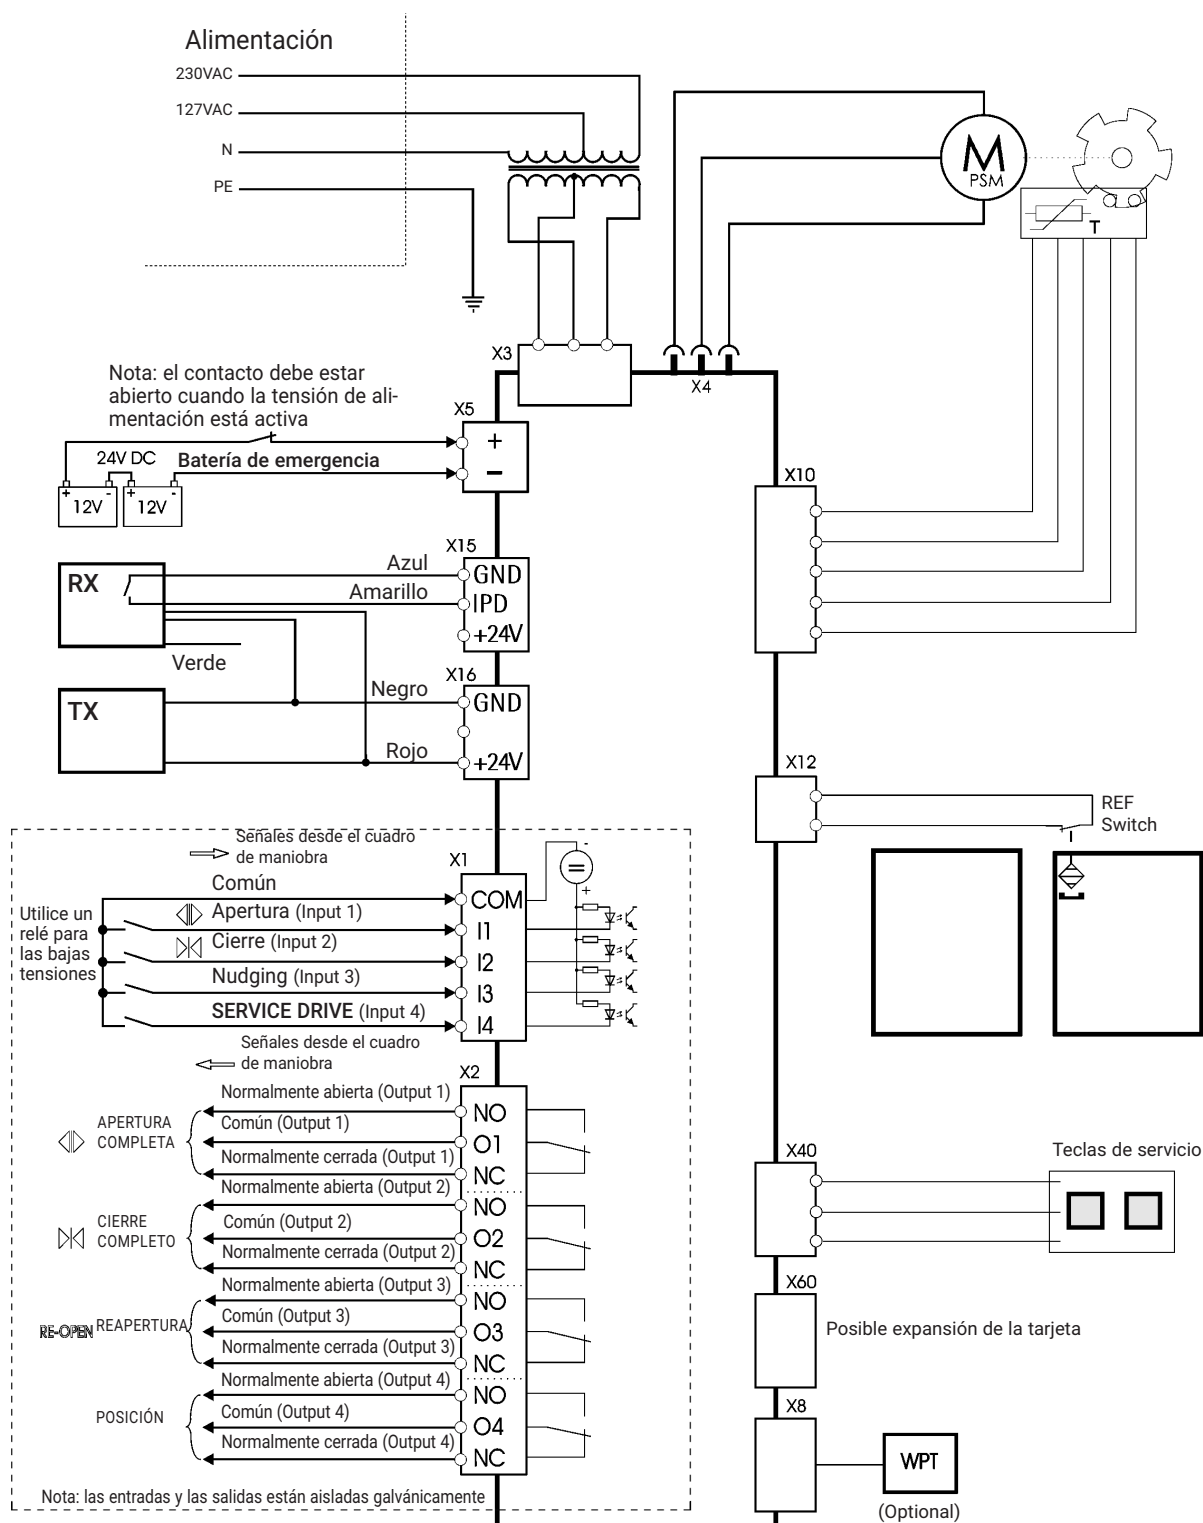 Alimentación
230VAC
127VAC
N
PE
M
PSM
T
X3
X4
Nota: el contacto debe estar
abierto cuando la tensión de ali-
mentación está activa
X5
+
−
24V DC
Batería de emergencia
+ -
12V
+ -
12V
X10
X15
RX
Azul
GND
Amarillo
IPD
+24V
Verde
X16
TX
Negro
GND
Rojo
+24V
X12
REF
Switch
Señales desde el cuadro
de maniobra
X1
-
+
Común
COM
Utilice un
relé para
las bajas
tensiones
Apertura (Input 1)
I1
Cierre (Input 2)
I2
Nudging (Input 3)
I3
SERVICE DRIVE (Input 4)
I4
Señales desde el cuadro
de maniobra
X2
APERTURA
COMPLETA
Normalmente abierta (Output 1)
NO
Común (Output 1)
O1
Normalmente cerrada (Output 1)
NC
CIERRE
COMPLETO
Normalmente abierta (Output 2)
NO
Común (Output 2)
O2
Normalmente cerrada (Output 2)
NC
RE-OPEN REAPERTURA
Normalmente abierta (Output 3)
NO
Común (Output 3)
O3
Normalmente cerrada (Output 3)
NC
POSICIÓN
Normalmente abierta (Output 4)
NO
Común (Output 4)
O4
Normalmente cerrada (Output 4)
NC
Nota: las entradas y las salidas están aisladas galvánicamente
X40
Teclas de servicio
X60
Posible expansión de la tarjeta
X8
WPT
(Optional)